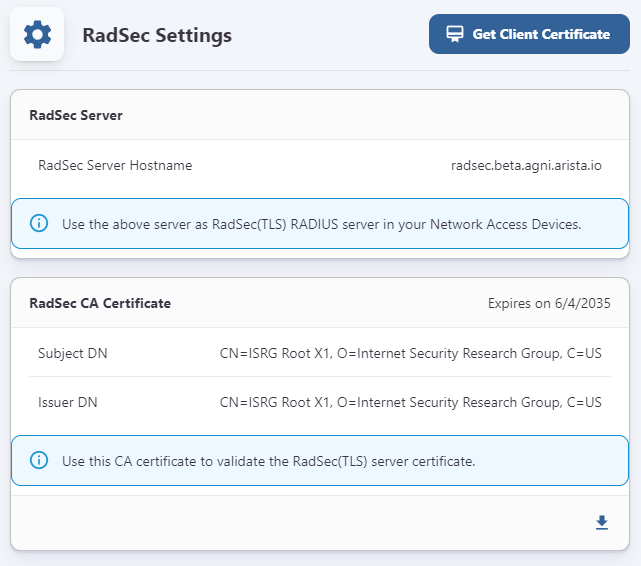 RadSec Settings
Get Client Certificate
RadSec Server
RadSec Server Hostname radsec.beta.agni.arista.io
Use the above server as RadSec(TLS) RADIUS server in your Network Access Devices.
RadSec CA Certificate Expires on 6/4/2035
Subject DN CN=ISRG Root X1, O=Internet Security Research Group, C=US
Issuer DN CN=ISRG Root X1, O=Internet Security Research Group, C=US
Use this CA certificate to validate the RadSec(TLS) server certificate.